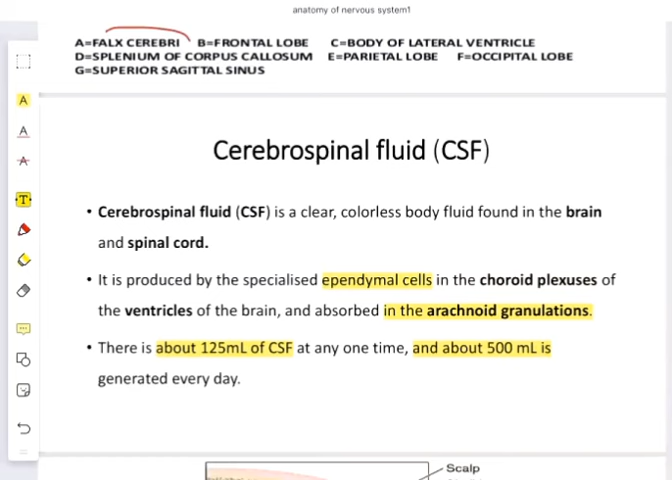 anatomy of nervous system1
A=FALX CEREBRI B=FRONTAL LOBE C=BODY OF LATERAL VENTRICLE
D=SPLENIUM OF CORPUS CALLOSUM E=PARIETAL LOBE F=OCCIPITAL LOBE
G=SUPERIOR SAGITTAL SINUS
Cerebrospinal fluid (CSF)
• Cerebrospinal fluid (CSF) is a clear, colorless body fluid found in the brain
and spinal cord.
• It is produced by the specialised ependymal cells in the choroid plexuses of
the ventricles of the brain, and absorbed in the arachnoid granulations.
• There is about 125mL of CSF at any one time, and about 500 mL is
generated every day.
Scalp